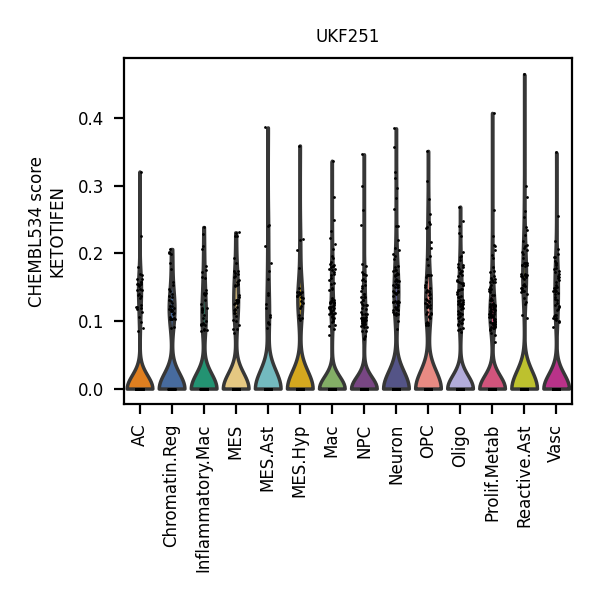 UKF251
CHEMBL534 score
KETOTIFEN
0.4
0.3
0.2
0.1
0.0
AC
Chromatin.Reg
Inflammatory.Mac
MES
MES.Ast
MES.Hyp
Mac
NPC
Neuron
OPC
Oligo
Prolif.Metab
Reactive.Ast
Vasc